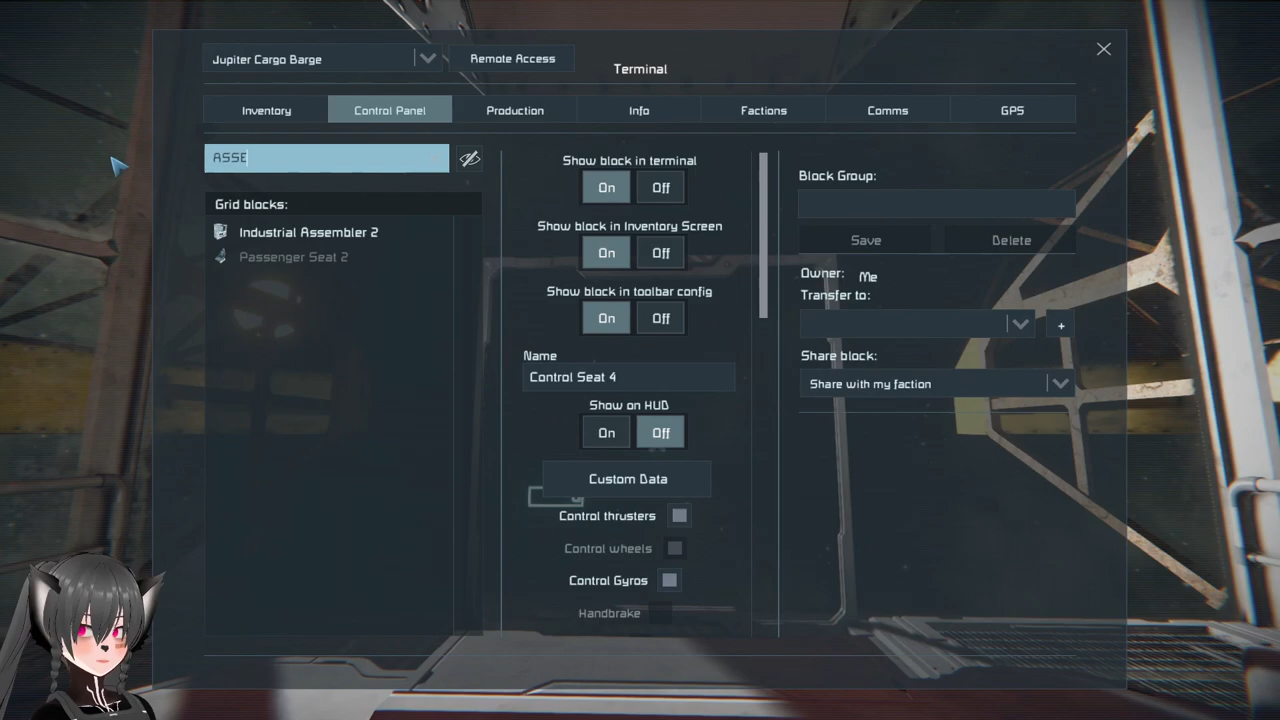 Jupiter Cargo Barge
Remote Access
Terminal
Inventory
Control Panel
Production
Info
Factions
Comms
GPS
ASSE
Grid blocks:
Industrial Assembler 2
Passenger Seat 2
Show block in terminal
On Off
Show block in Inventory Screen
On Off
Show block in toolbar config
On Off
Name
Control Seat 4
Show on HUD
On Off
Custom Data
Control thrusters
Control wheels
Control Gyros
Handbrake
Block Group:
Save Delete
Owner: Me
Transfer to:
+
Share block:
Share with my faction